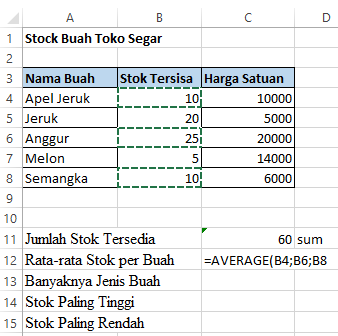 A B C D
1 Stock Buah Toko Segar
2
3 Nama Buah Stok Tersisa Harga Satuan
4 Apel Jeruk 10 10000
5 Jeruk 20 5000
6 Anggur 25 20000
7 Melon 5 14000
8 Semangka 10 6000
9
10
11 Jumlah Stok Tersedia 60 sum
12 Rata-rata Stok per Buah =AVERAGE(B4;B6;B8
13 Banyaknya Jenis Buah
14 Stok Paling Tinggi
15 Stok Paling Rendah